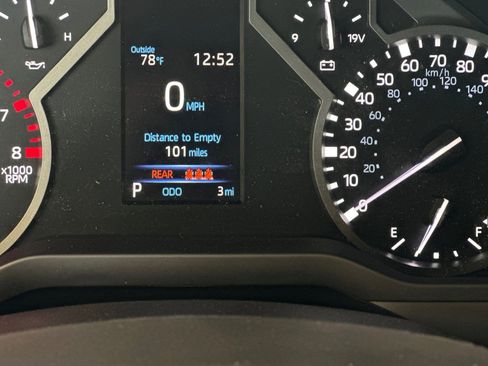 H
Outside
78°F 12:52
0 MPH
Distance to Empty
101 miles
REAR
P ODO 3 mi
7
8
x1000
RPM
9 19V
50 60 70 80 9
km/h
100 120
80 140
40
60
30
40
20
20
10
0
E F